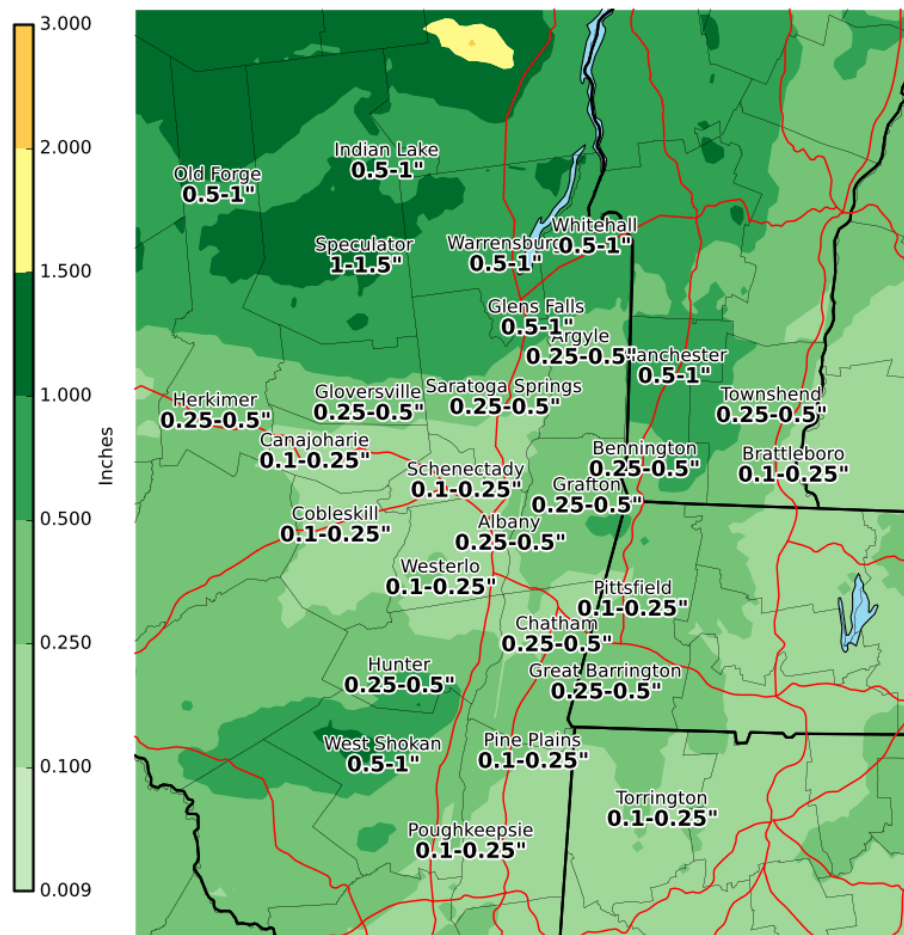 3.000
2.000
1.500
1.000
0.500
0.250
0.100
0.009
Inches
Indian Lake
0.5-1"
Old Forge
0.5-1"
Whitehall
0.5-1"
Speculator
1-1.5"
Warrensburg
0.5-1"
Glens Falls
0.5-1"
Argyle
0.25-0.5"
Manchester
0.5-1"
Gloversville
0.25-0.5"
Saratoga Springs
0.25-0.5"
Townshend
0.25-0.5"
Herkimer
0.25-0.5"
Canajoharie
0.1-0.25"
Bennington
0.25-0.5"
Brattleboro
0.1-0.25"
Schenectady
0.1-0.25"
Grafton
0.25-0.5"
Cobleskill
0.1-0.25"
Albany
0.25-0.5"
Westerlo
0.1-0.25"
Pittsfield
0.1-0.25"
Chatham
0.25-0.5"
Hunter
0.25-0.5"
Great Barrington
0.25-0.5"
West Shokan
0.5-1"
Pine Plains
0.1-0.25"
Torrington
0.1-0.25"
Poughkeepsie
0.1-0.25"